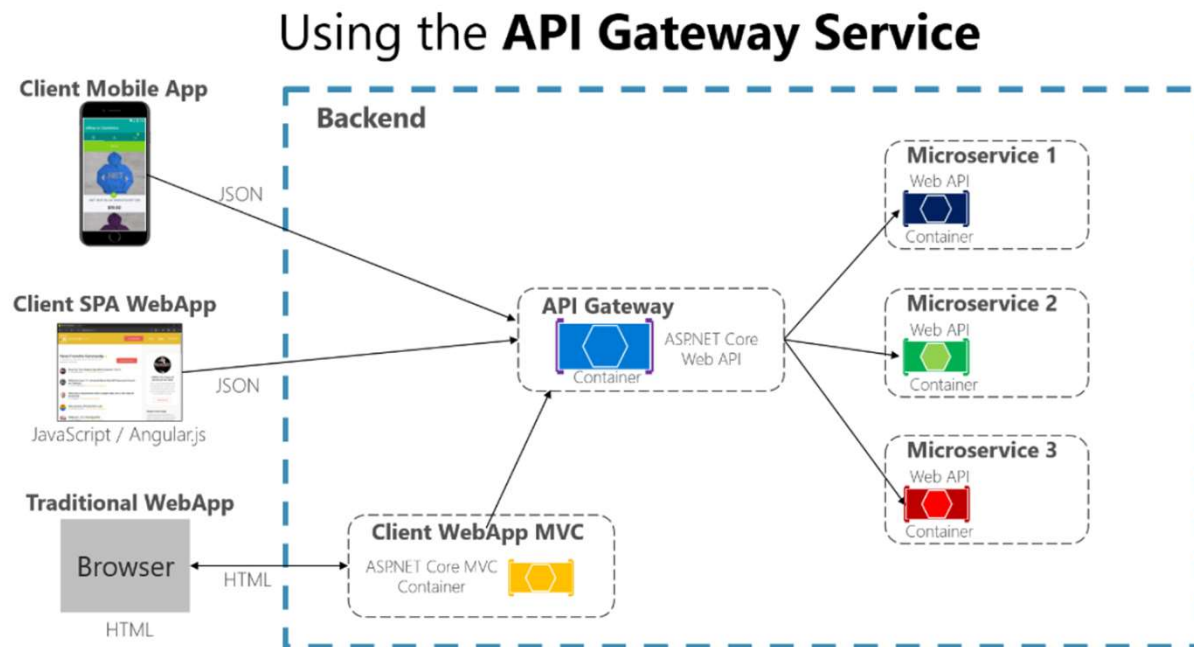 Using the API Gateway Service
Client Mobile App
JSON
Client SPA WebApp
JSON
JavaScript / Angular.js
Traditional WebApp
Browser
HTML
HTML
Backend
API Gateway
ASP.NET Core
Web API
Container
Client WebApp MVC
ASP.NET Core MVC
Container
Microservice 1
Web API
Container
Microservice 2
Web API
Container
Microservice 3
Web API
Container